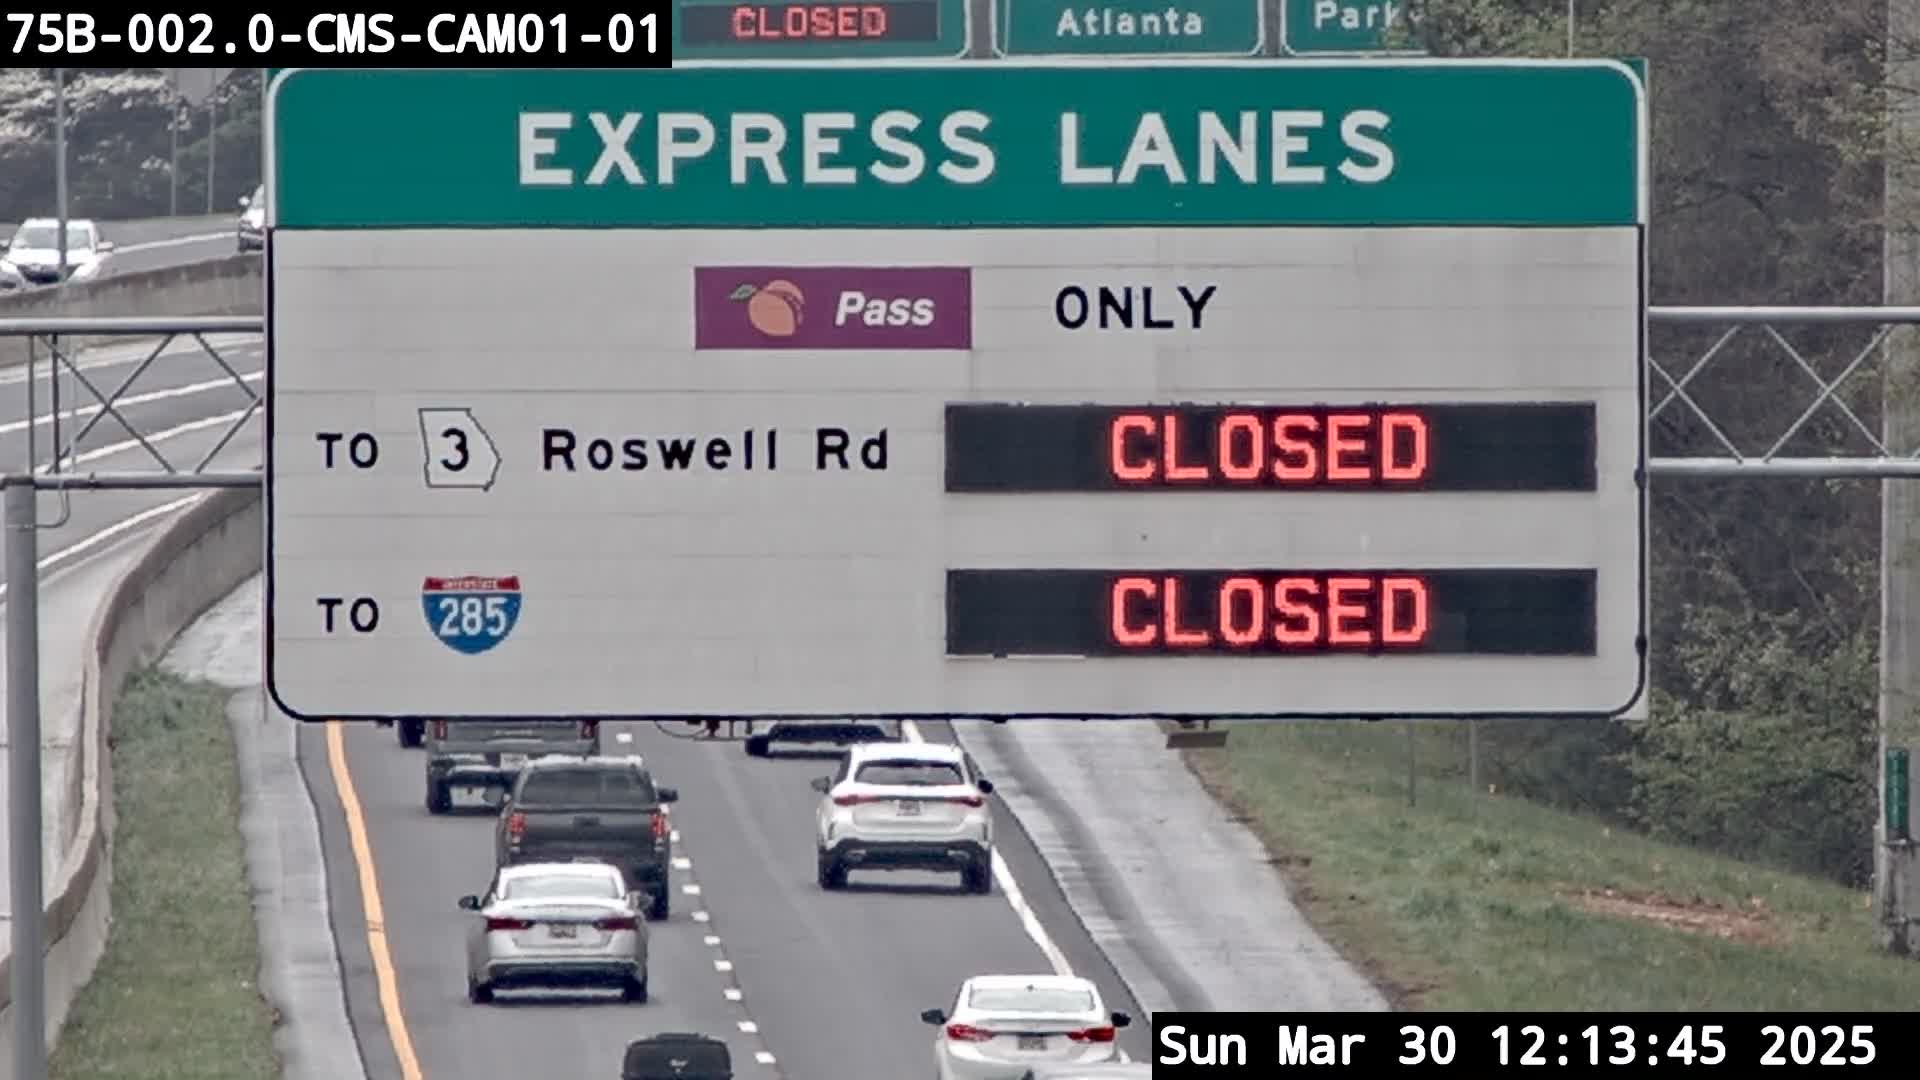 75B-002.0-CMS-CAM01-01
CLOSED
Atlanta
EXPRESS LANES
Pass ONLY
TO 3 Roswell Rd CLOSED
TO INTERSTATE 285 CLOSED
Sun Mar 30 12:13:45 2025